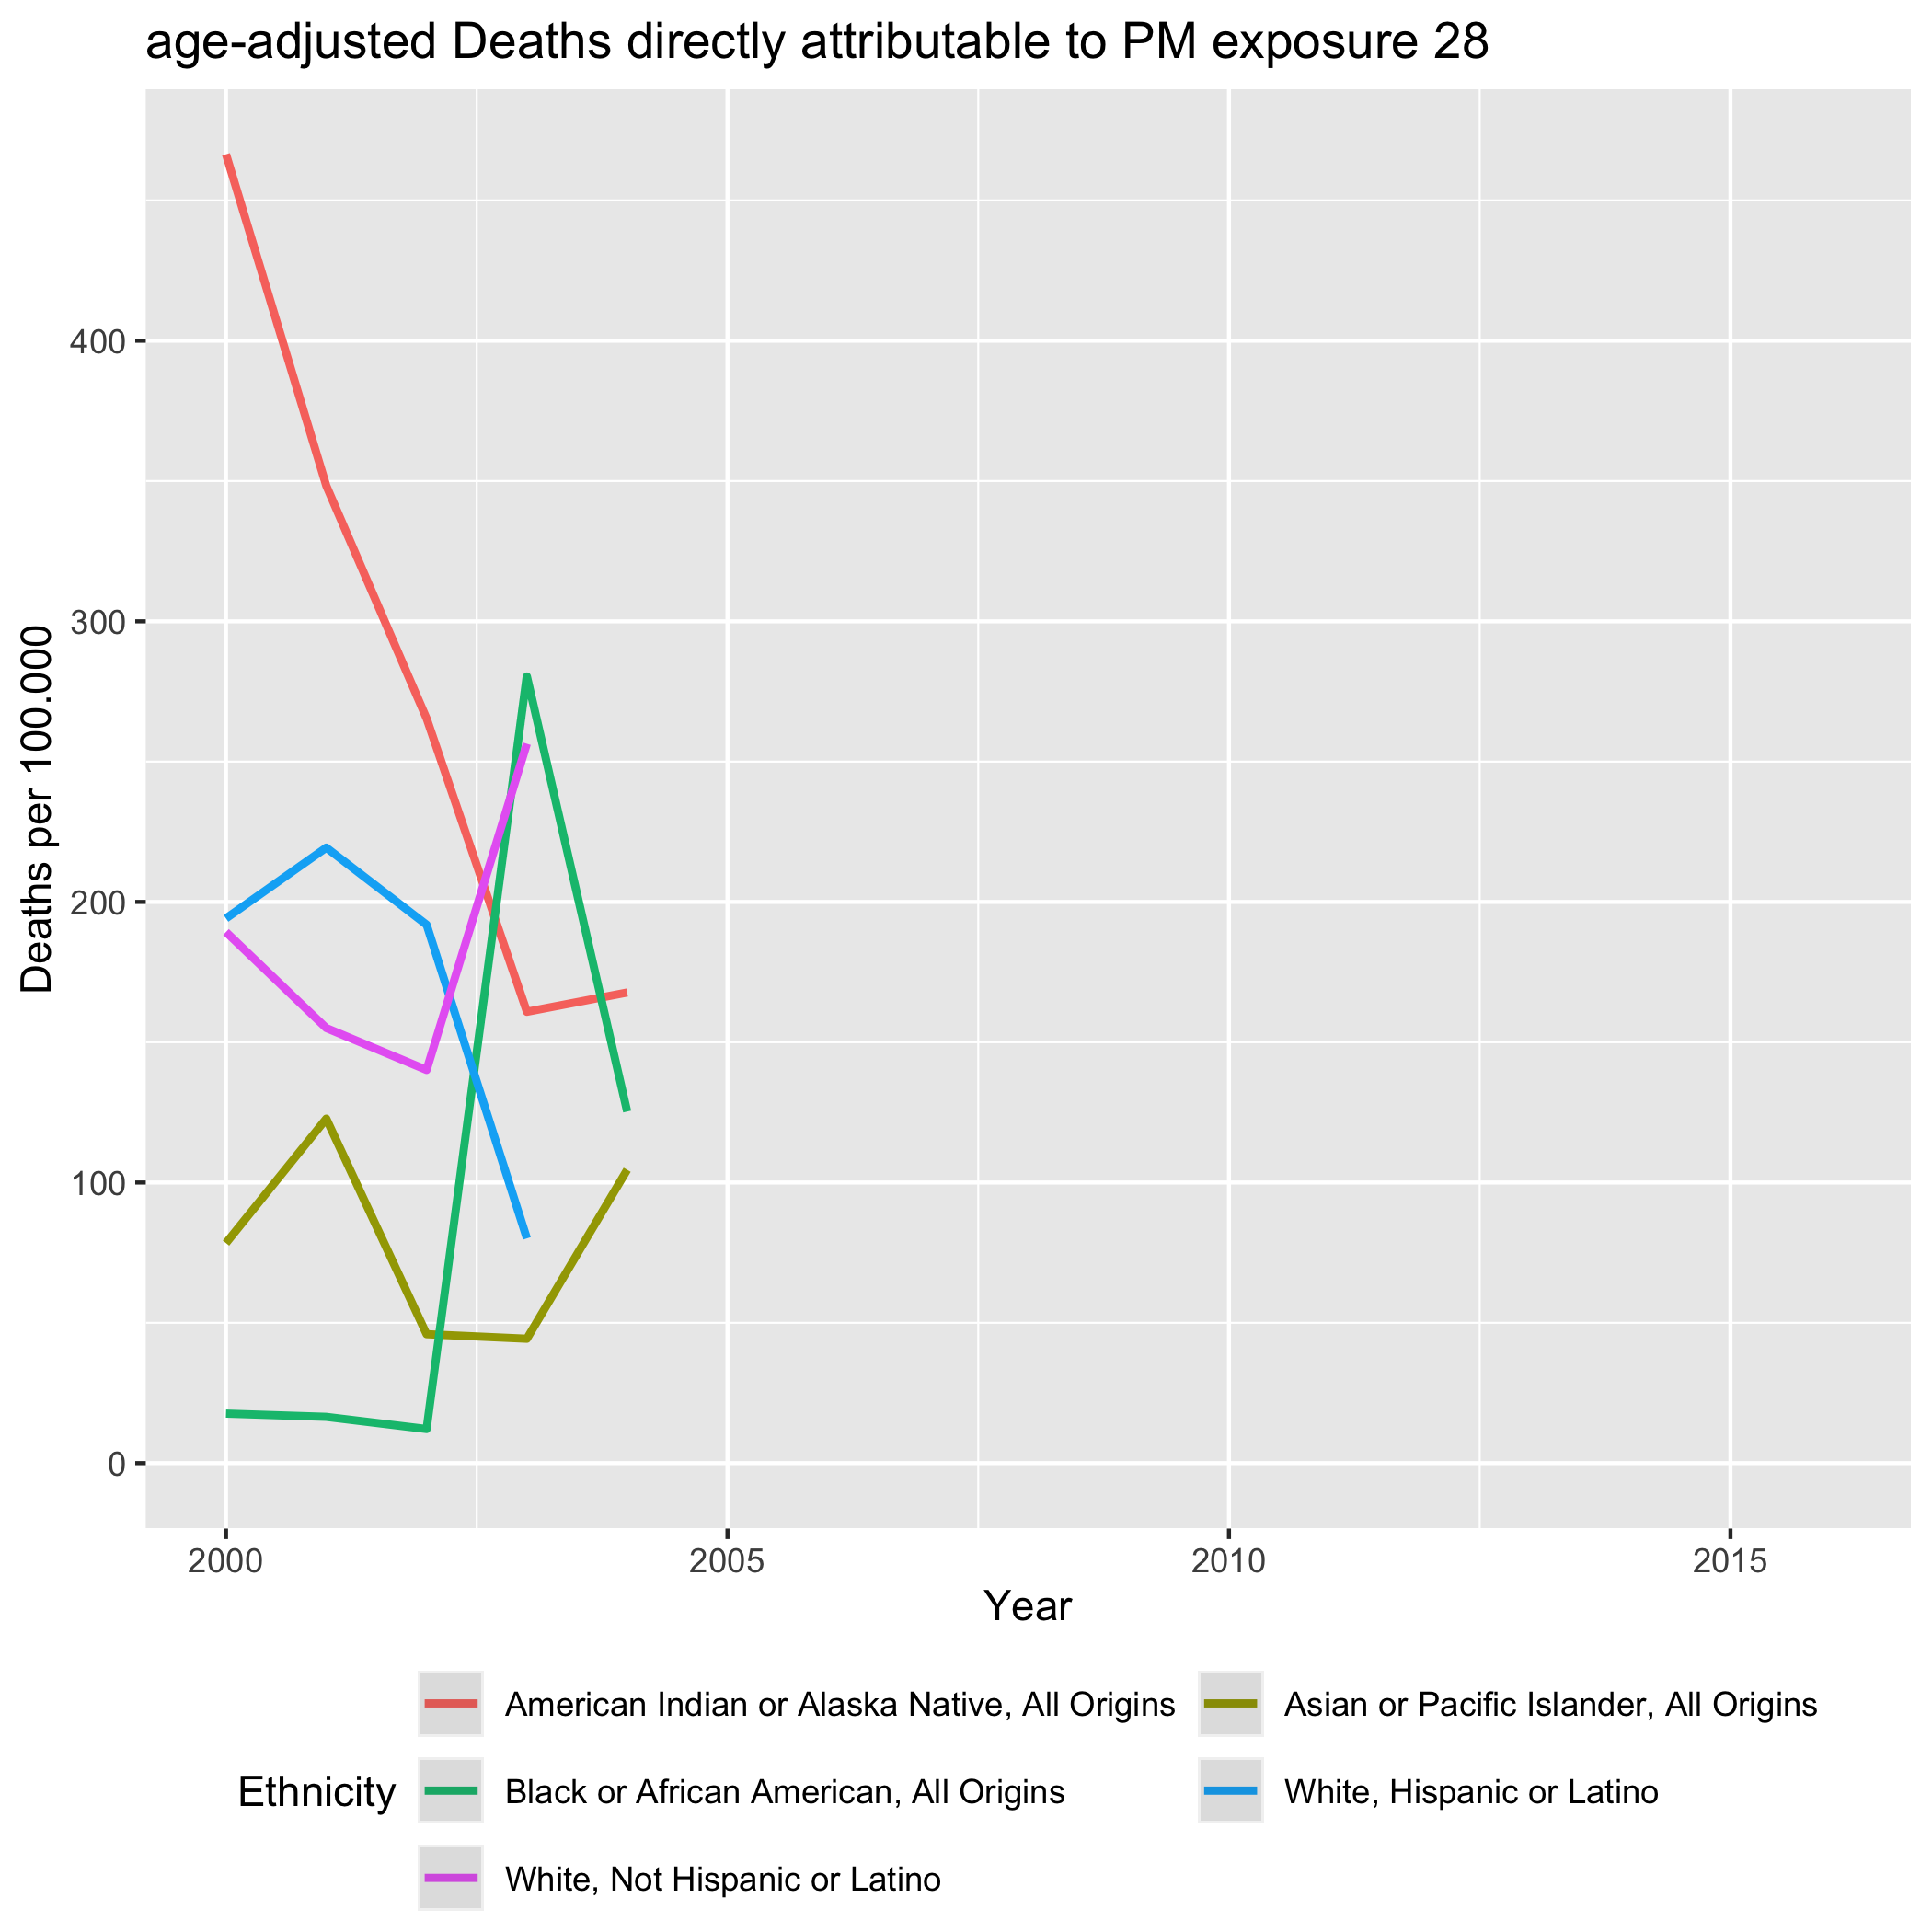 age-adjusted Deaths directly attributable to PM exposure 28
Deaths per 100.000
400
300
200
100
0
2000 2005 2010 2015
Year
Ethnicity
American Indian or Alaska Native, All Origins
Asian or Pacific Islander, All Origins
Black or African American, All Origins
White, Hispanic or Latino
White, Not Hispanic or Latino